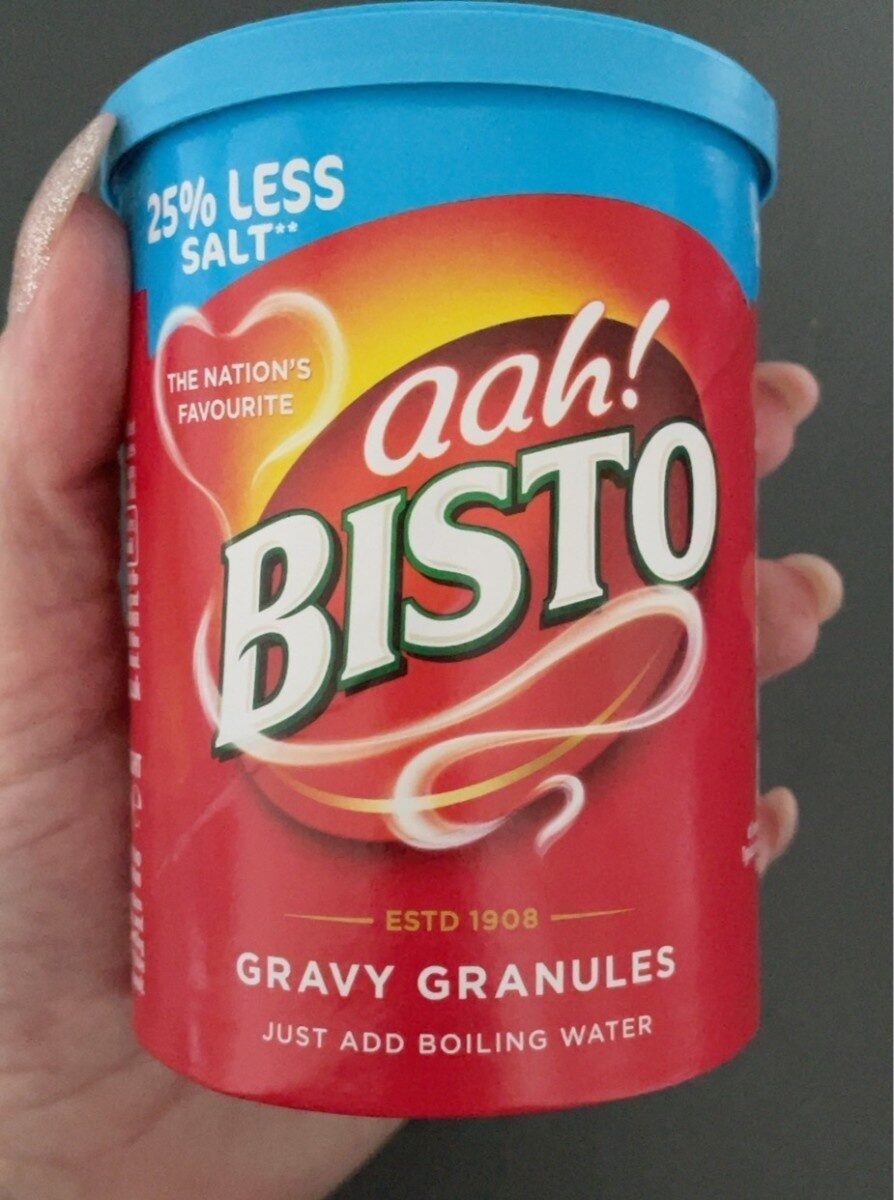 25% LESS
SALT**
THE NATION'S
FAVOURITE
aah!
BISTO
ESTD 1908
GRAVY GRANULES
JUST ADD BOILING WATER